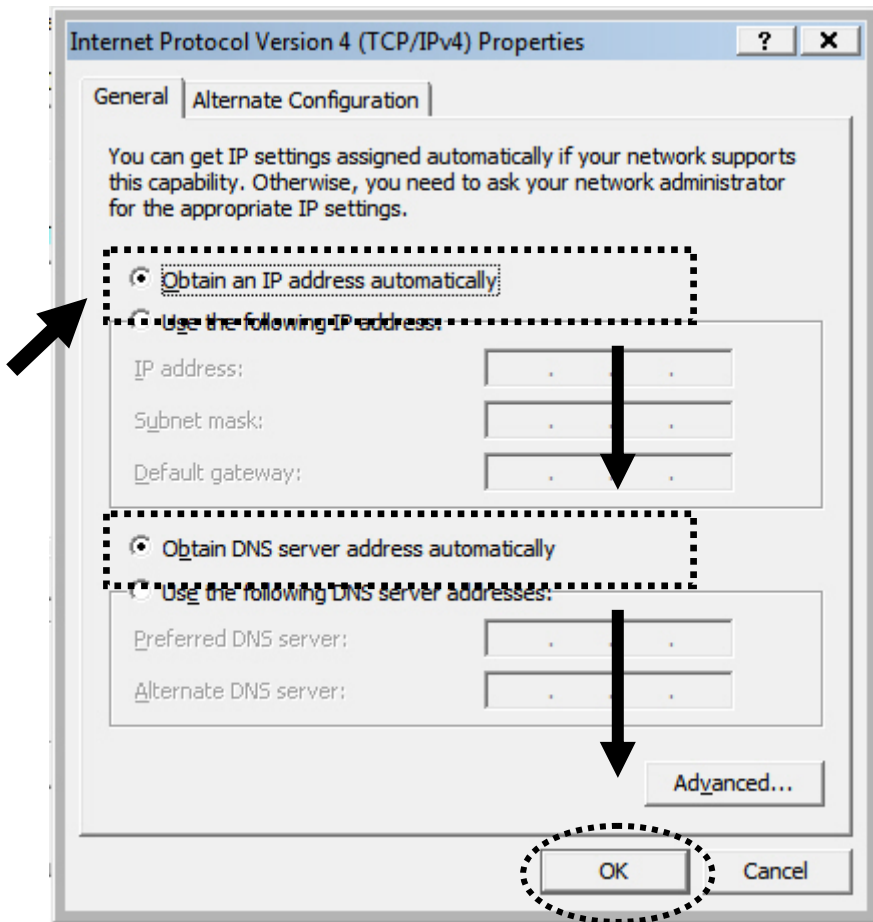 Internet Protocol Version 4 (TCP/IPv4) Properties
?
General
Alternate Configuration
You can get IP settings assigned automatically if your network supports
this capability. Otherwise, you need to ask your network administrator
for the appropriate IP settings.
Obtain an IP address automatically
Use the following IP address:
IP address:
Subnet mask:
Default gateway:
Obtain DNS server address automatically
Use the following DNS server addresses:
Preferred DNS server:
Alternate DNS server:
Advanced...
OK
Cancel